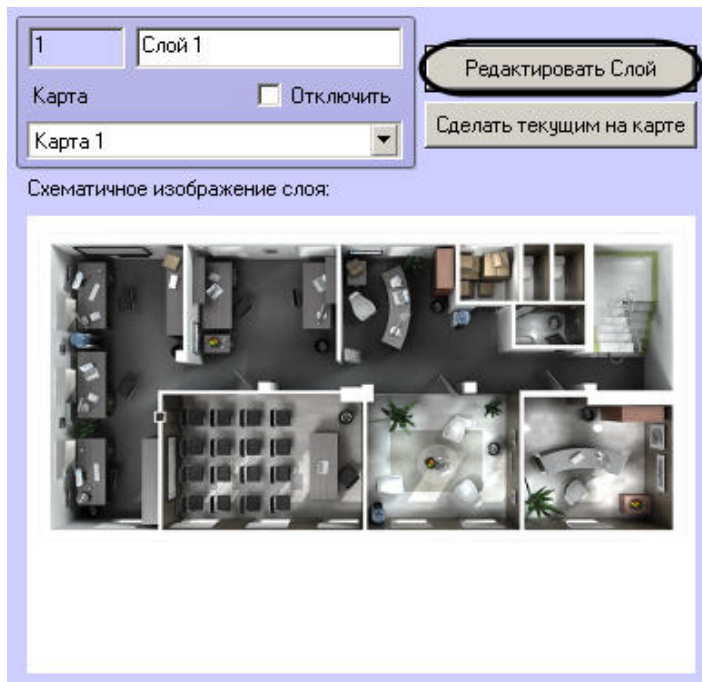 1
Слой 1
Редактировать Слой
Карта
Отключить
Сделать текущим на карте
Карта 1
Схематичное изображение слоя: